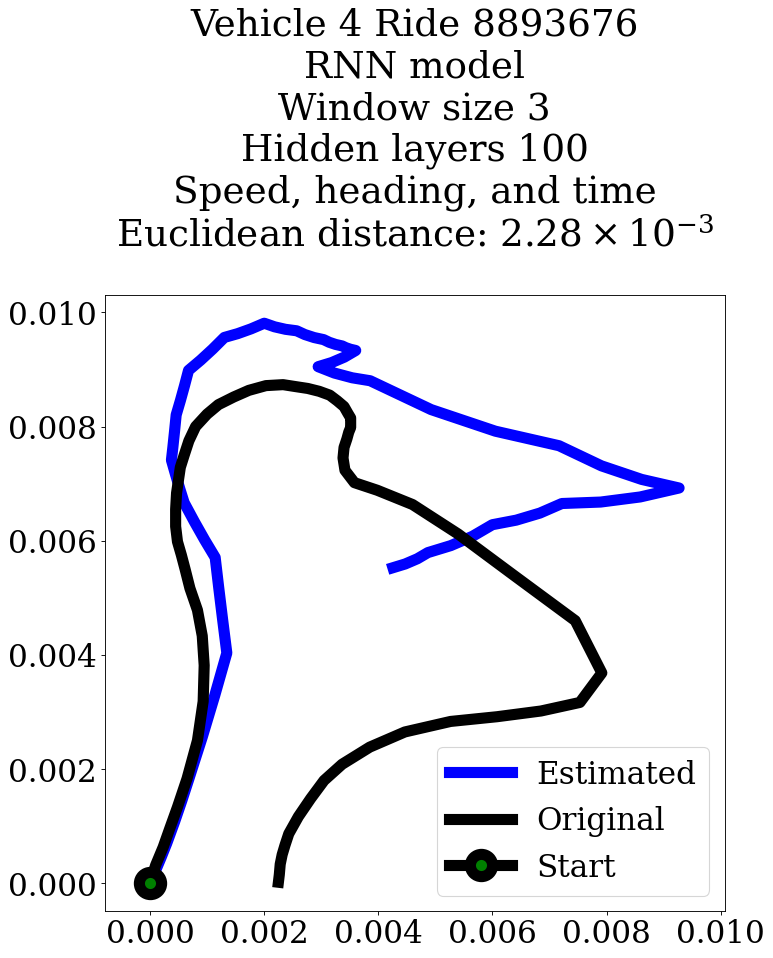 Vehicle 4 Ride 8893676
RNN model
Window size 3
Hidden layers 100
Speed, heading, and time
Euclidean distance: 2.28 × 10⁻³
0.010
0.008
0.006
0.004
0.002
0.000
Estimated
Original
Start
0.000 0.002 0.004 0.006 0.008 0.010